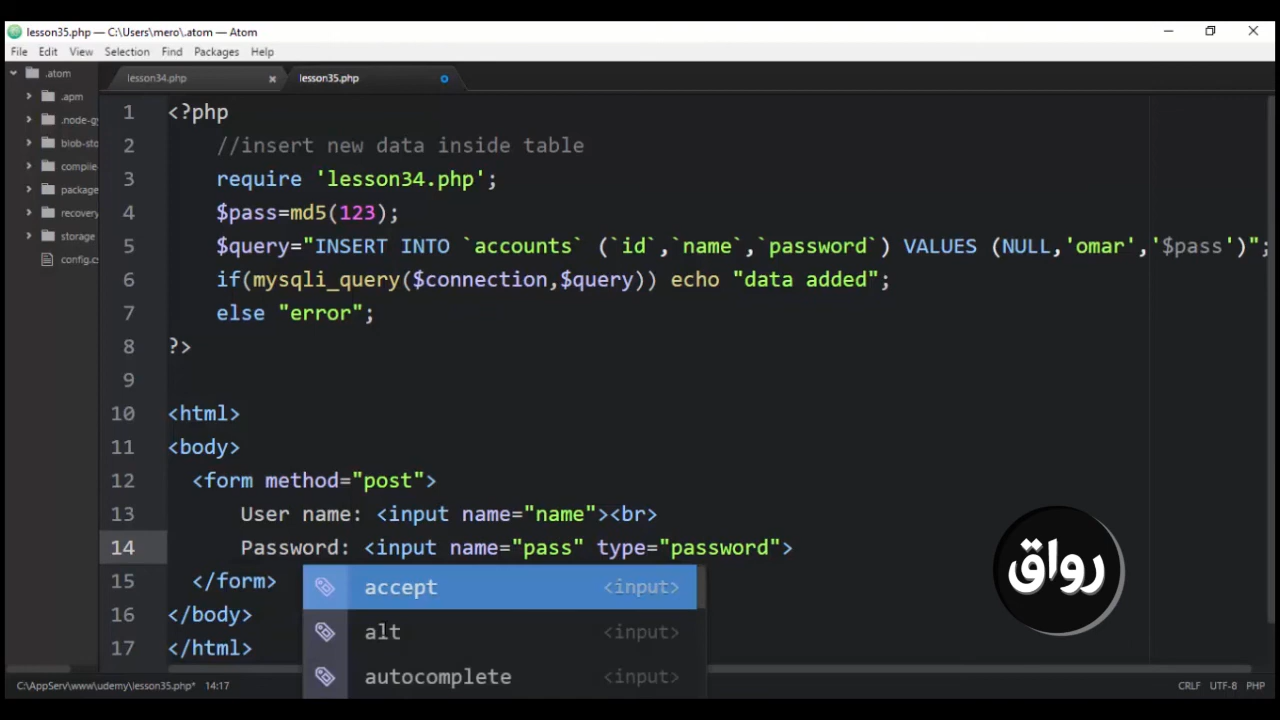 lesson35.php — C:\Users\mero\.atom — Atom
File Edit View Selection Find Packages Help
.atom
lesson34.php
lesson35.php
.apm
.node-g
blob-sto
compile
package
recovery
storage
config.cs
1 <?php
2 //insert new data inside table
3 require 'lesson34.php';
4 $pass=md5(123);
5 $query="INSERT INTO `accounts` (`id`,`name`,`password`) VALUES (NULL,'omar','$pass')";
6 if(mysqli_query($connection,$query)) echo "data added";
7 else "error";
8 ?>
9
10 <html>
11 <body>
12 <form method="post">
13 User name: <input name="name"><br>
14 Password: <input name="pass" type="password">
15 </form>
16 </body>
17 </html>
accept <input>
alt <input>
autocomplete <input>
رواق
C:\AppServ\www\udemy\lesson35.php* 14:17
CRLF UTF-8 PHP